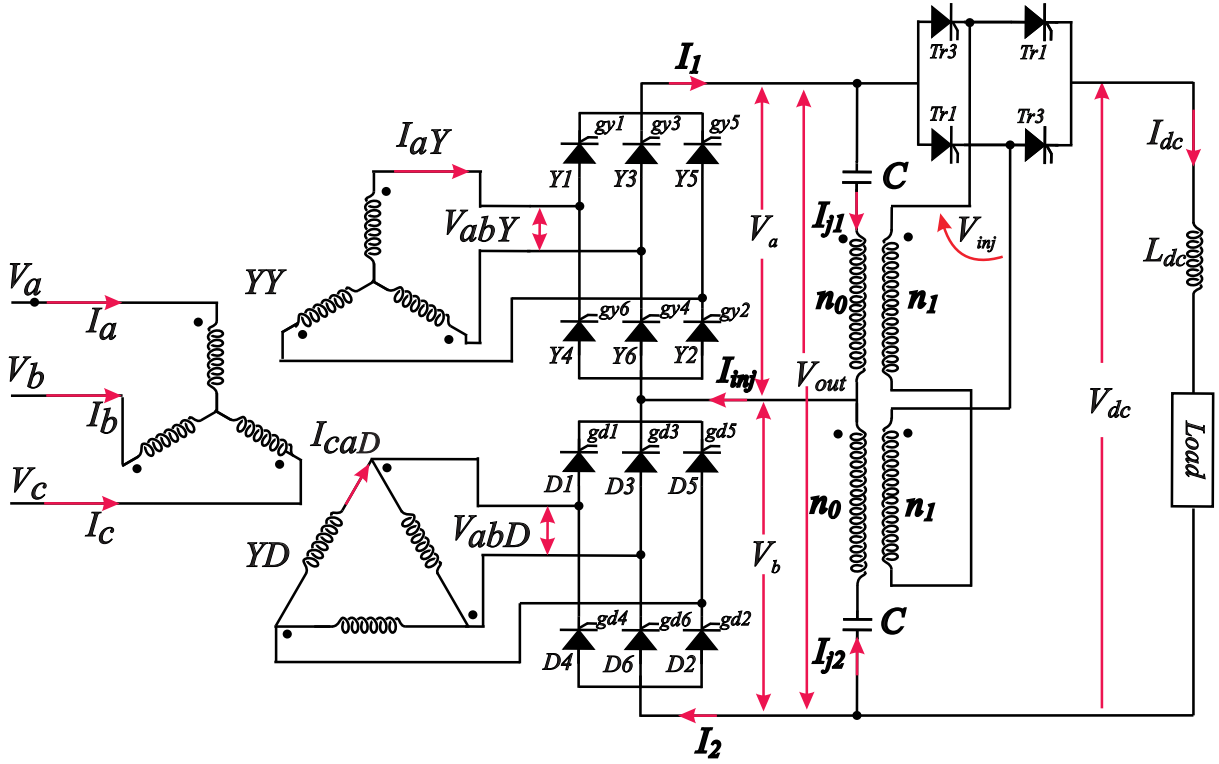 Tr3
Tr1
I1
gy1
gy3
gy5
Tr1
Tr3
IaY
Idc
Y1
Y3
Y5
C
VabY
Va
Ij1
Vinj
Ldc
YY
Va
n0
n1
Ia
gy6
gy4
gy2
Y4
Y6
Y2
Vb
Iinj
Vout
Vdc
Ib
IcaD
gd1
gd3
gd5
Load
Vc
D1
D3
D5
n0
n1
Ic
VabD
YD
Vb
gd4
gd6
gd2
C
D4
D6
D2
Ij2
I2